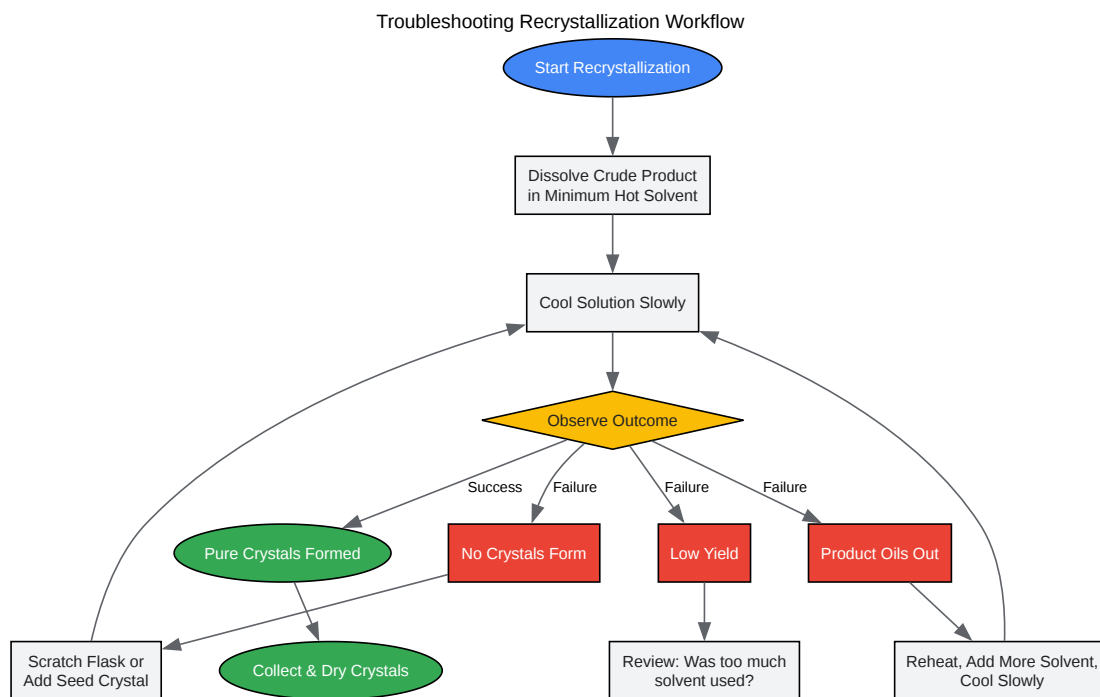 Troubleshooting Recrystallization Workflow
Start Recrystallization
Dissolve Crude Product
in Minimum Hot Solvent
Cool Solution Slowly
Observe Outcome
Success
Failure
Failure
Failure
Pure Crystals Formed
No Crystals Form
Low Yield
Product Oils Out
Scratch Flask or
Add Seed Crystal
Collect & Dry Crystals
Review: Was too much
solvent used?
Reheat, Add More Solvent,
Cool Slowly